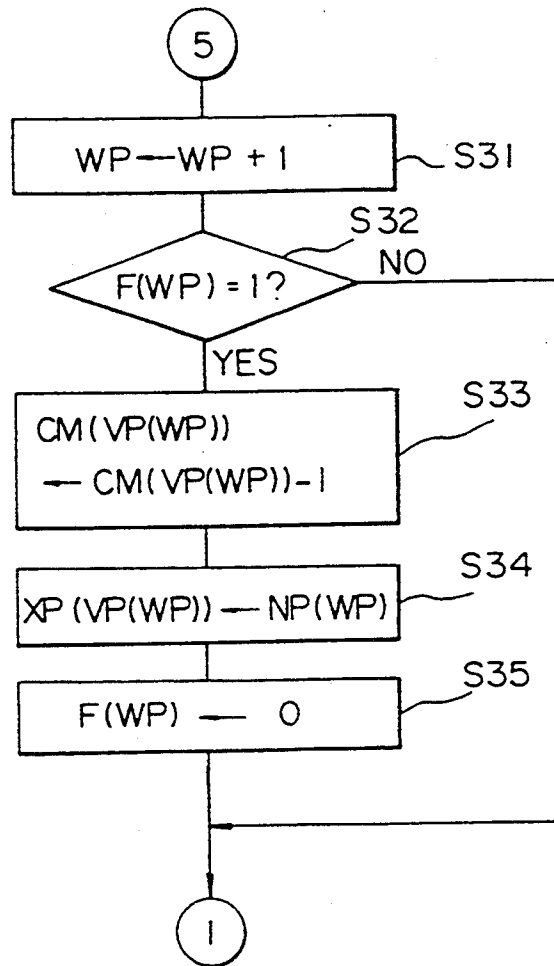 5
WP ← WP + 1
S31
S32
F(WP) = 1?
NO
YES
S33
CM(VP(WP))
← CM(VP(WP))-1
S34
XP(VP(WP)) ← NP(WP)
S35
F(WP) ← 0
1